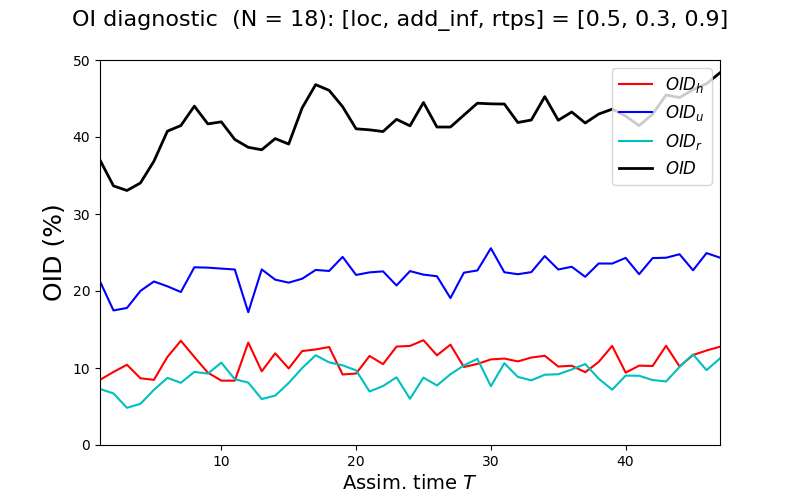 OI diagnostic (N = 18): [loc, add_inf, rtps] = [0.5, 0.3, 0.9]
50
40
30
20
10
0
OID (%)
OID_h
OID_u
OID_r
OID
10 20 30 40
Assim. time T